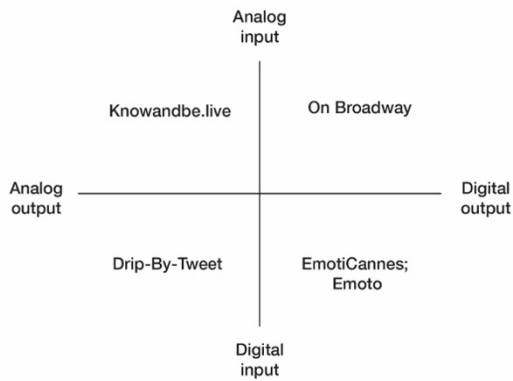 Analog
input
Knowandbe.live
On Broadway
Analog
output
Digital
output
Drip-By-Tweet
EmotiCannes;
Emoto
Digital
input